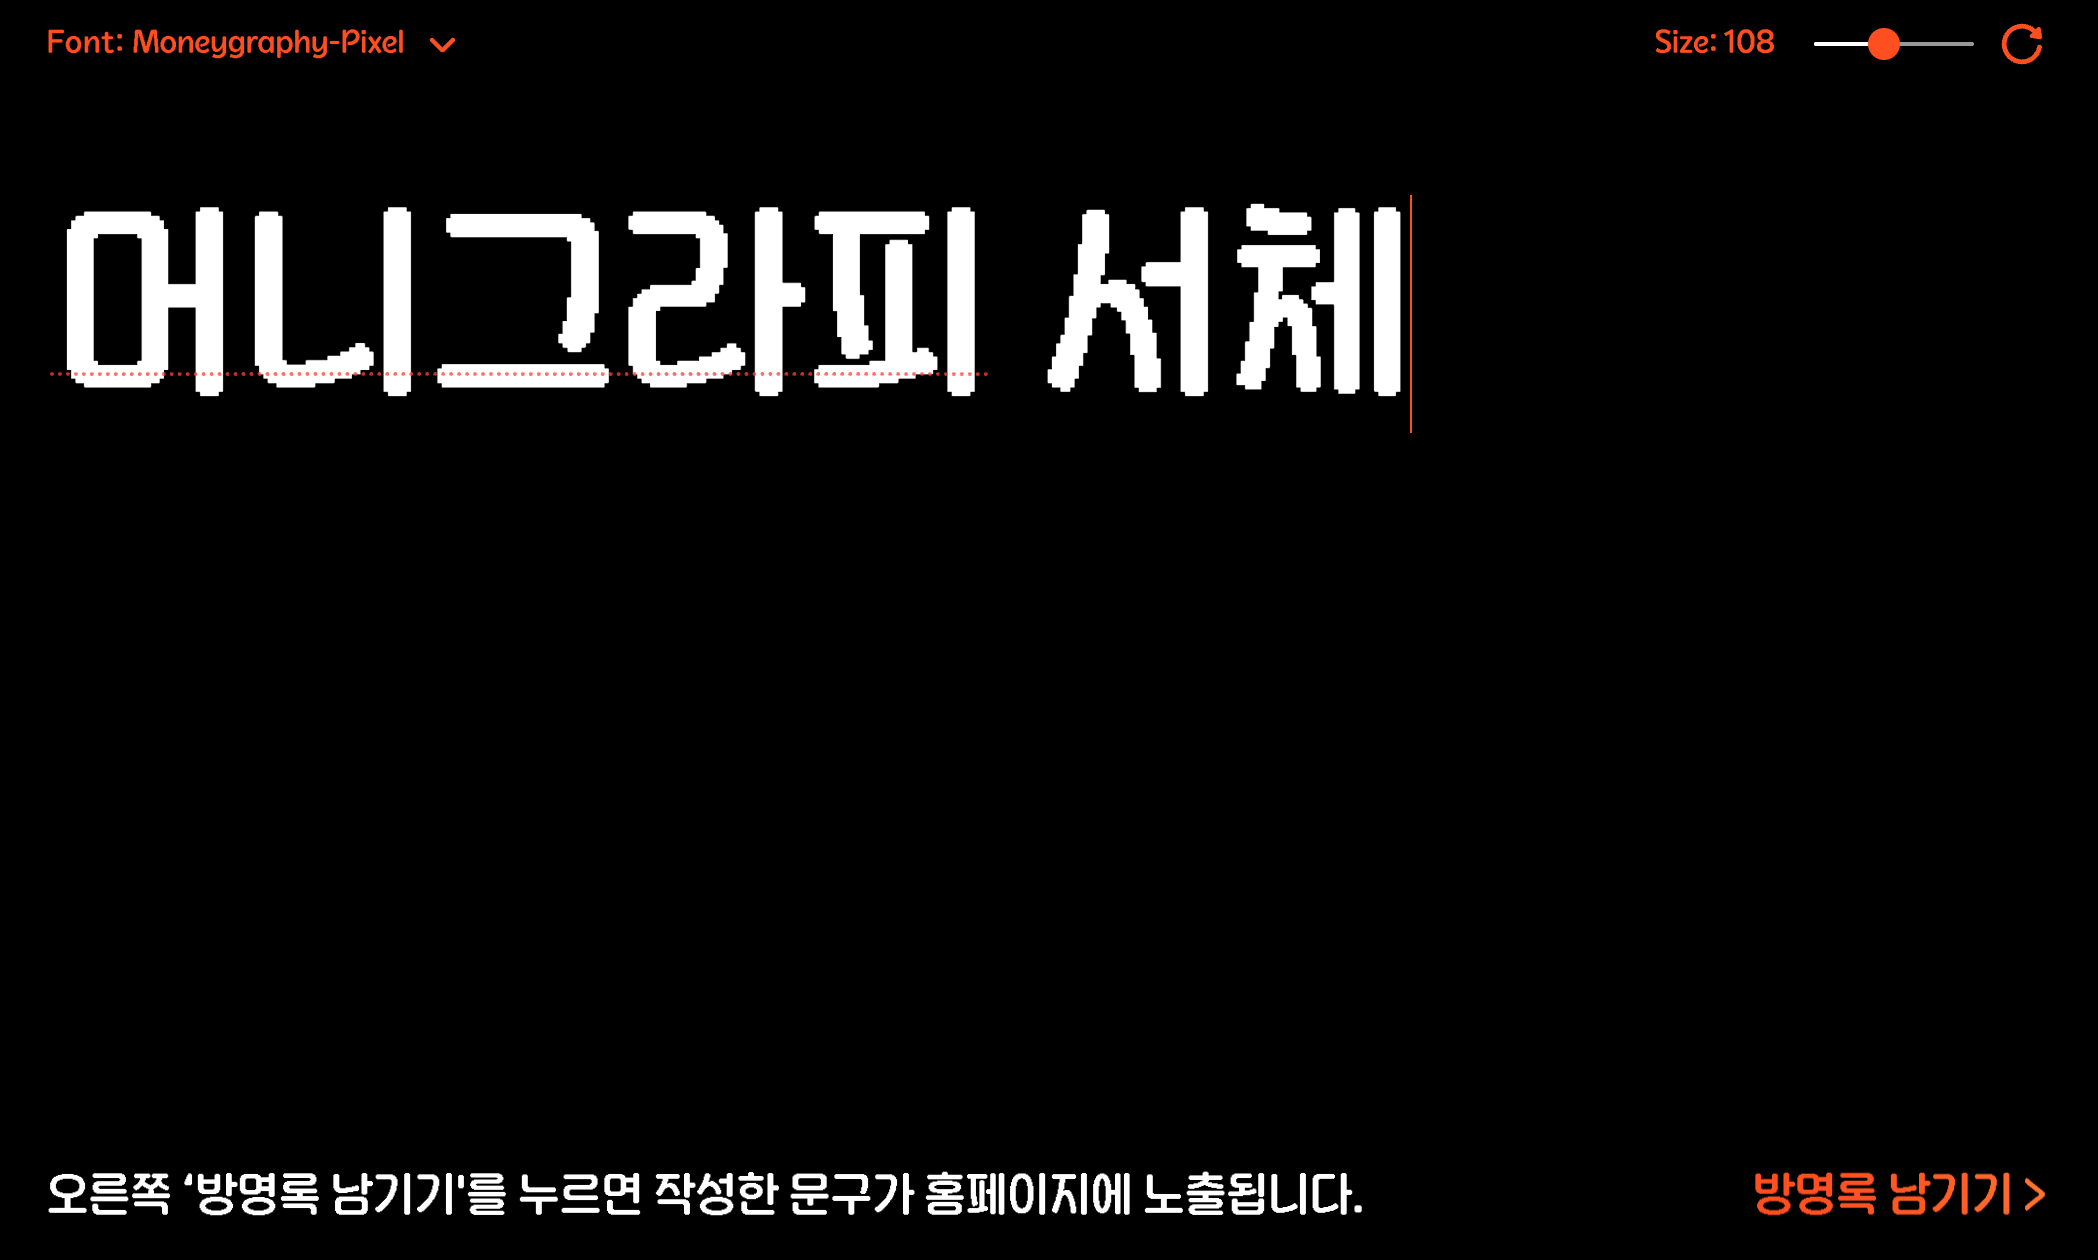 Font: Moneygraphy-Pixel
Size: 108
머니그라피 서체
오른쪽 ‘방명록 남기기'를 누르면 작성한 문구가 홈페이지에 노출됩니다.
방명록 남기기 >